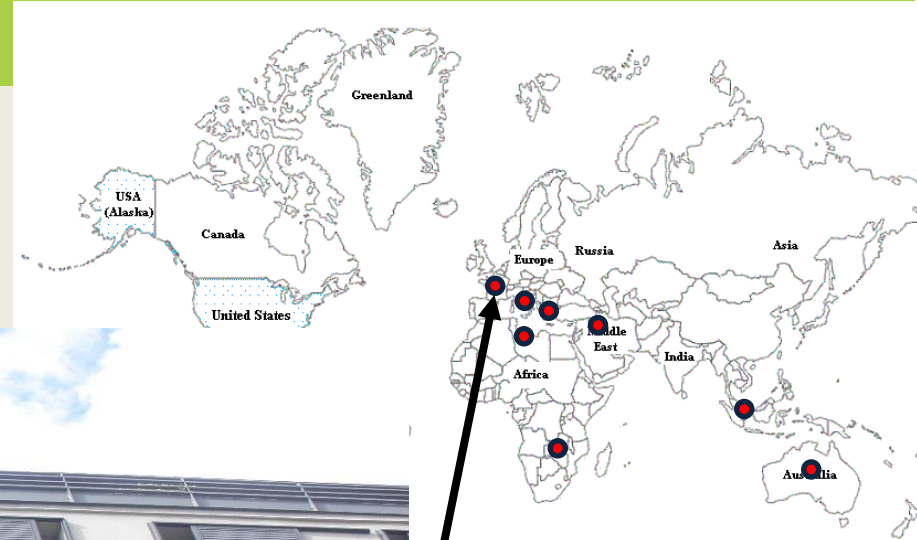 Greenland
USA
(Alaska)
Canada
Europe
Russia
Asia
United States
Middle
East
India
Africa
Australia